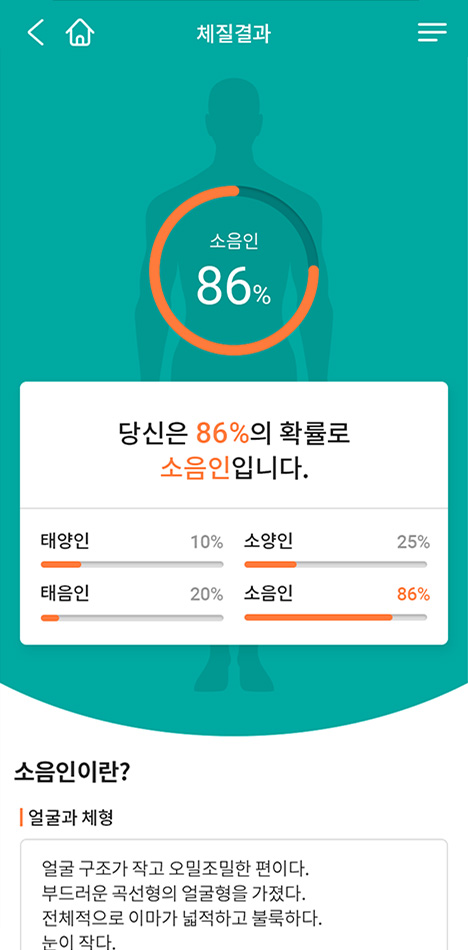 체질결과
소음인
86%
당신은 86%의 확률로
소음인입니다.
태양인 10% 소양인 25%
태음인 20% 소음인 86%
소음인이란?
얼굴과 체형
얼굴 구조가 작고 오밀조밀한 편이다.
부드러운 곡선형의 얼굴형을 가졌다.
전체적으로 이마가 넓적하고 불룩하다.
눈이 작다.